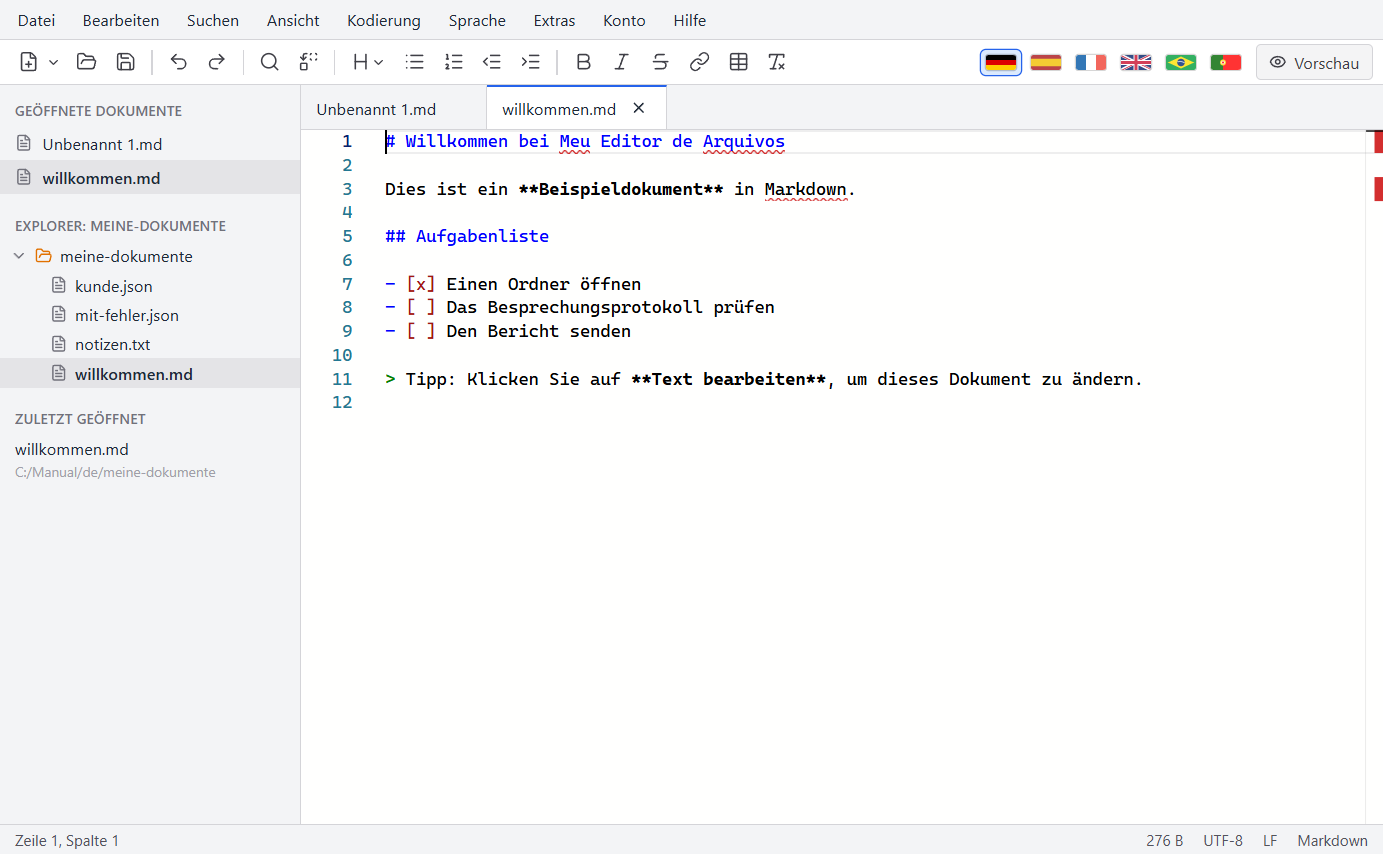 Datei Bearbeiten Suchen Ansicht Kodierung Sprache Extras Konto Hilfe
Vorschau
GEÖFFNETE DOKUMENTE
Unbenannt 1.md
willkommen.md
EXPLORER: MEINE-DOKUMENTE
meine-dokumente
kunde.json
mit-fehler.json
notizen.txt
willkommen.md
ZULETZT GEÖFFNET
willkommen.md
C:/Manual/de/meine-dokumente
Unbenannt 1.md willkommen.md
1 # Willkommen bei Meu Editor de Arquivos
2
3 Dies ist ein **Beispieldokument** in Markdown.
4
5 ## Aufgabenliste
6
7 - [x] Einen Ordner öffnen
8 - [ ] Das Besprechungsprotokoll prüfen
9 - [ ] Den Bericht senden
10
11 > Tipp: Klicken Sie auf **Text bearbeiten**, um dieses Dokument zu ändern.
12
Zeile 1, Spalte 1 276 B UTF-8 LF Markdown